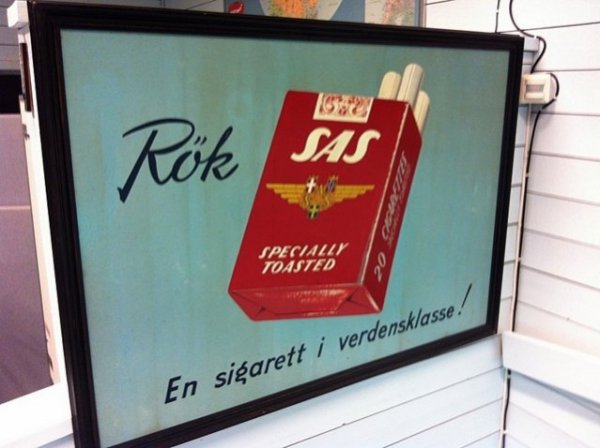 Rök
SAS
SPECIALLY
TOASTED
20 CIGARETTES
En sigarett i verdensklasse!